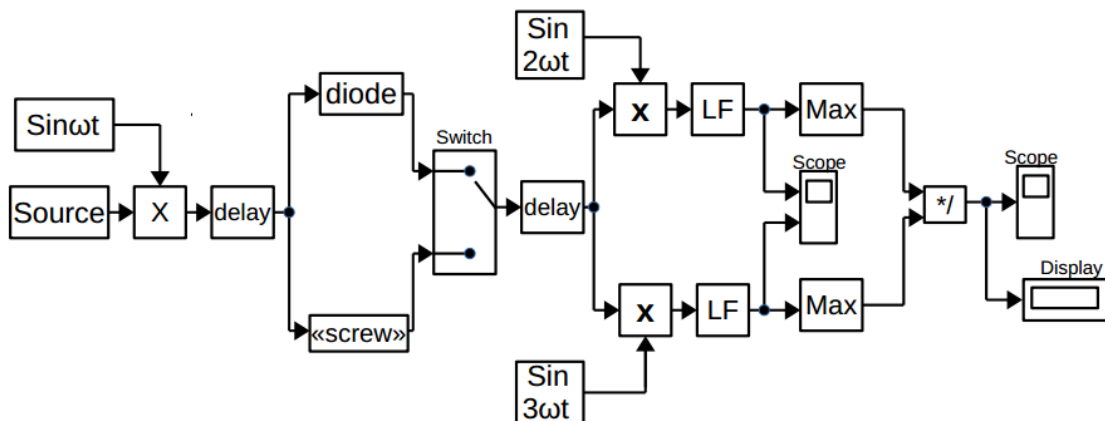 Sin
2ωt
diode
LF
Max
x
Sinωt
Switch
Scope
Scope
Source
X
delay
delay
*/
Display
«screw»
x
LF
Max
Sin
3ωt